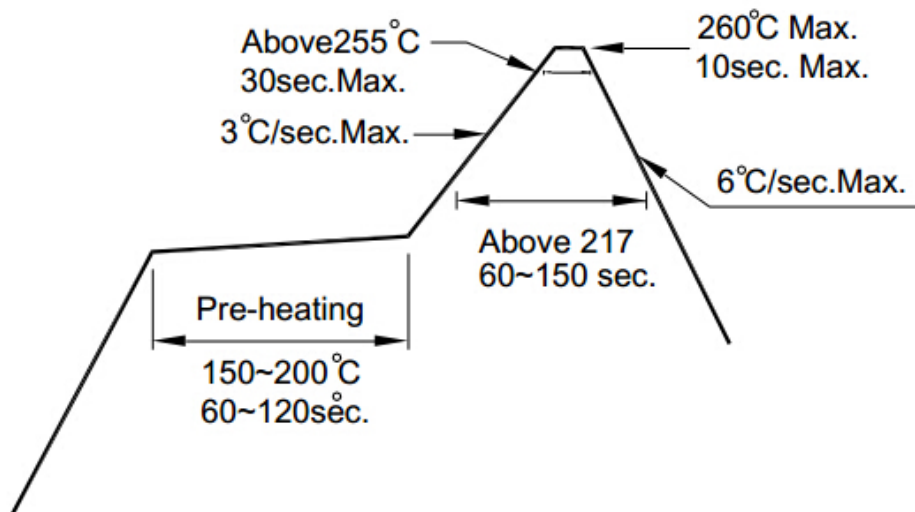 Above255°C
30sec.Max.
260°C Max.
10sec. Max.
3°C/sec.Max.
6°C/sec.Max.
Above 217
60~150 sec.
Pre-heating
150~200°C
60~120sec.